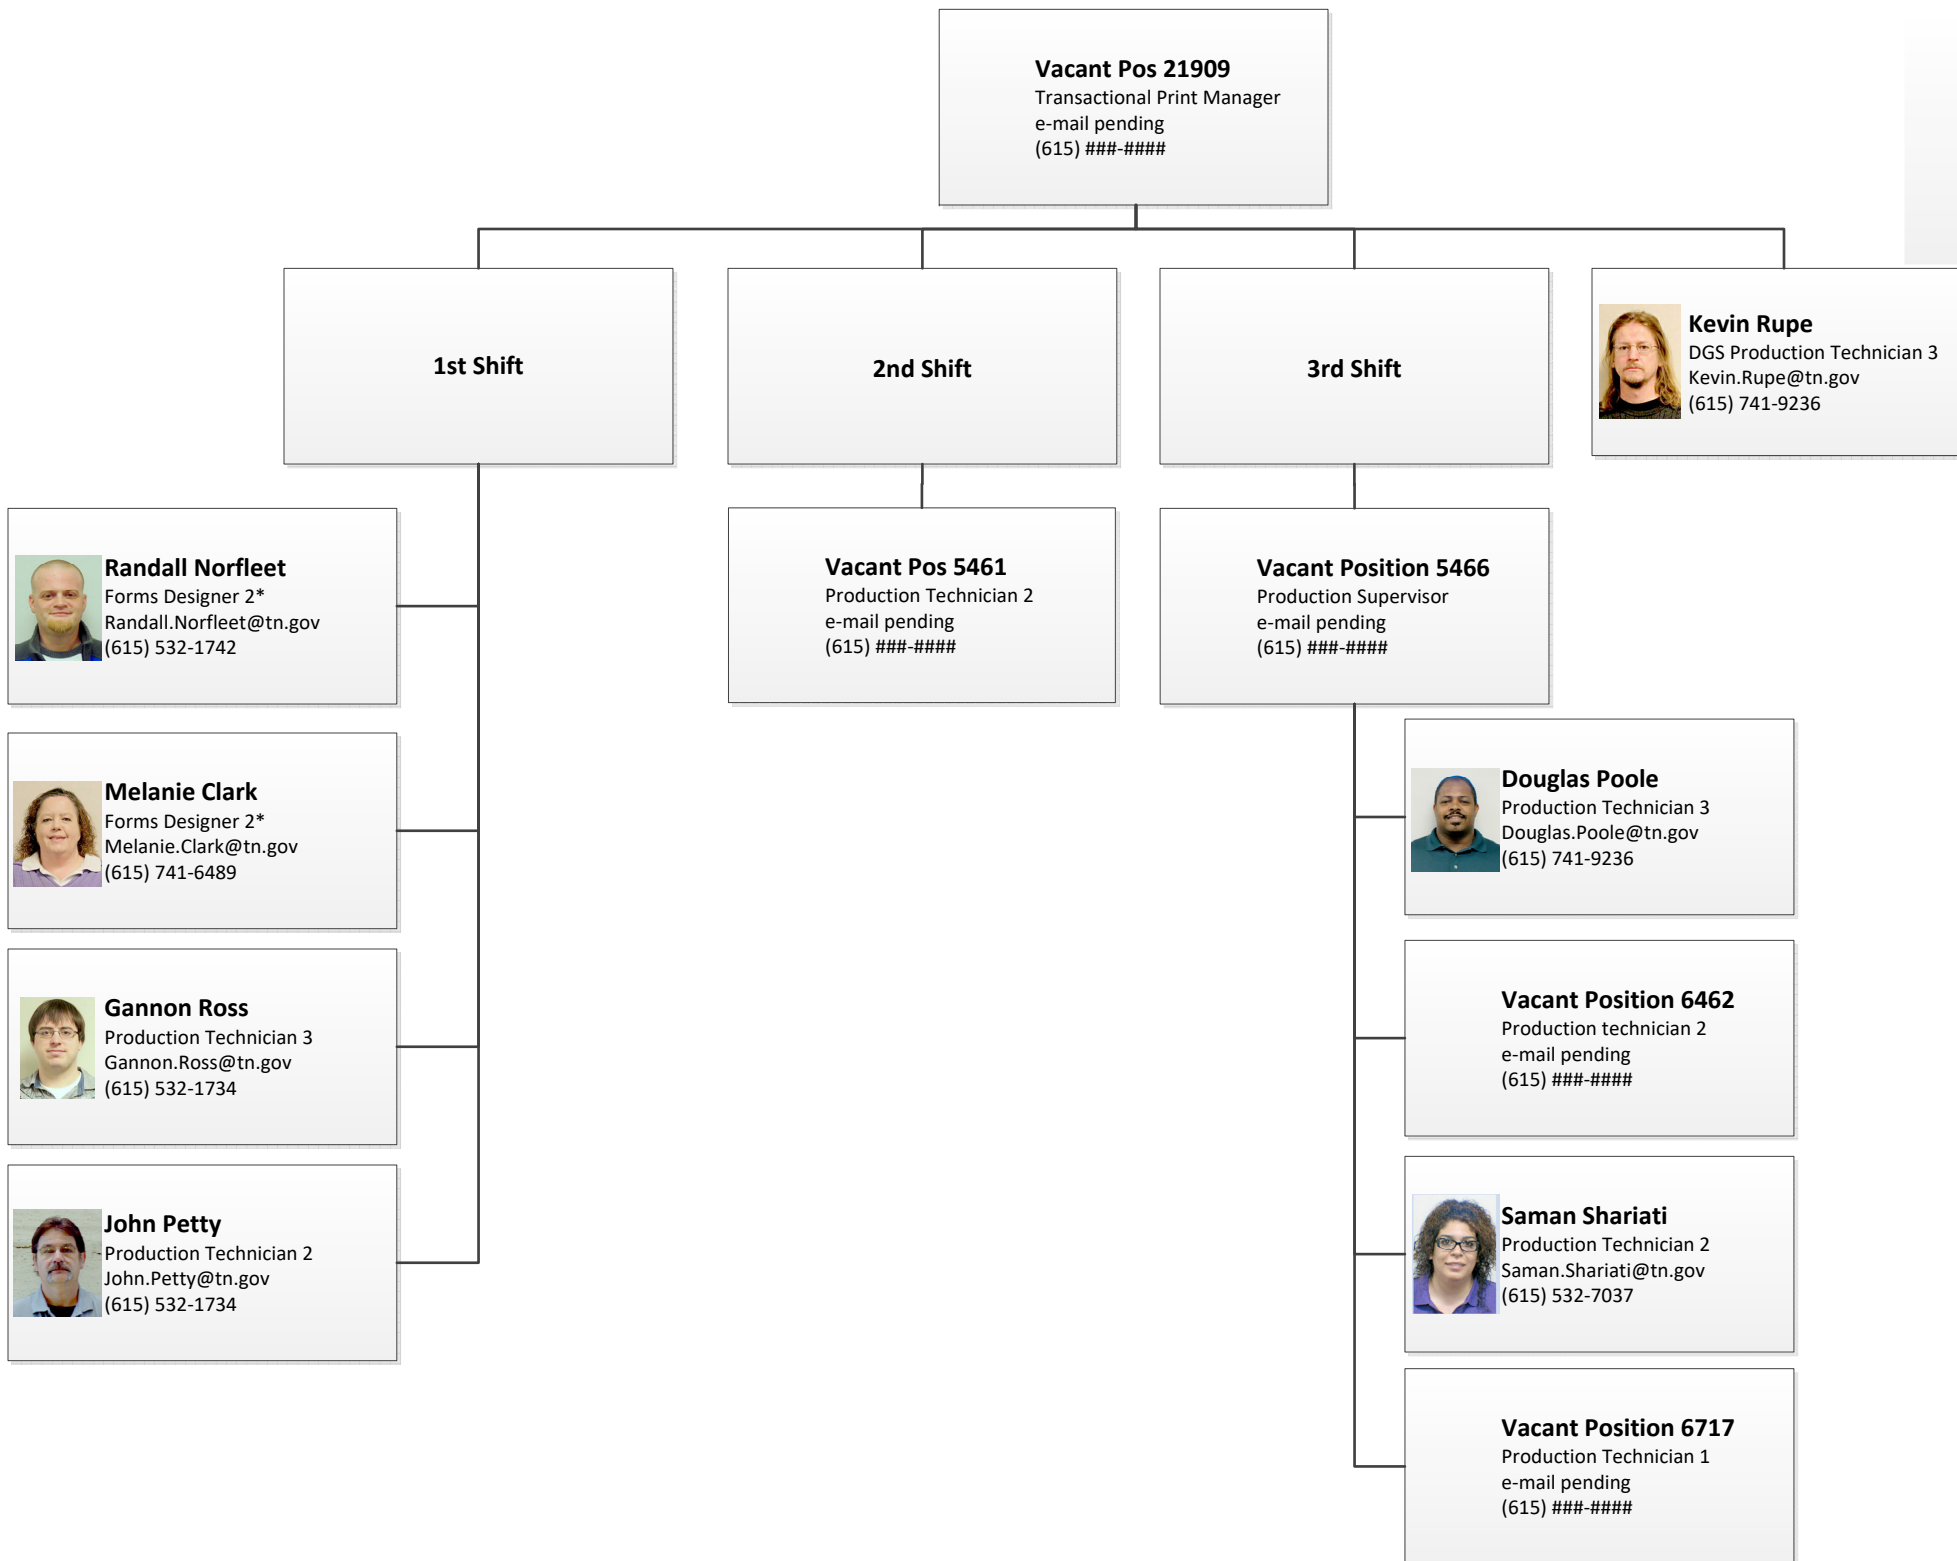 Vacant Pos 21909
Transactional Print Manager
e-mail pending
(615) ###-####
1st Shift
2nd Shift
3rd Shift
Kevin Rupe
DGS Production Technician 3
Kevin.Rupe@tn.gov
(615) 741-9236
Randall Norfleet
Forms Designer 2*
Randall.Norfleet@tn.gov
(615) 532-1742
Vacant Pos 5461
Production Technician 2
e-mail pending
(615) ###-####
Vacant Position 5466
Production Supervisor
e-mail pending
(615) ###-####
Melanie Clark
Forms Designer 2*
Melanie.Clark@tn.gov
(615) 741-6489
Douglas Poole
Production Technician 3
Douglas.Poole@tn.gov
(615) 741-9236
Gannon Ross
Production Technician 3
Gannon.Ross@tn.gov
(615) 532-1734
Vacant Position 6462
Production technician 2
e-mail pending
(615) ###-####
John Petty
Production Technician 2
John.Petty@tn.gov
(615) 532-1734
Saman Shariati
Production Technician 2
Saman.Shariati@tn.gov
(615) 532-7037
Vacant Position 6717
Production Technician 1
e-mail pending
(615) ###-####